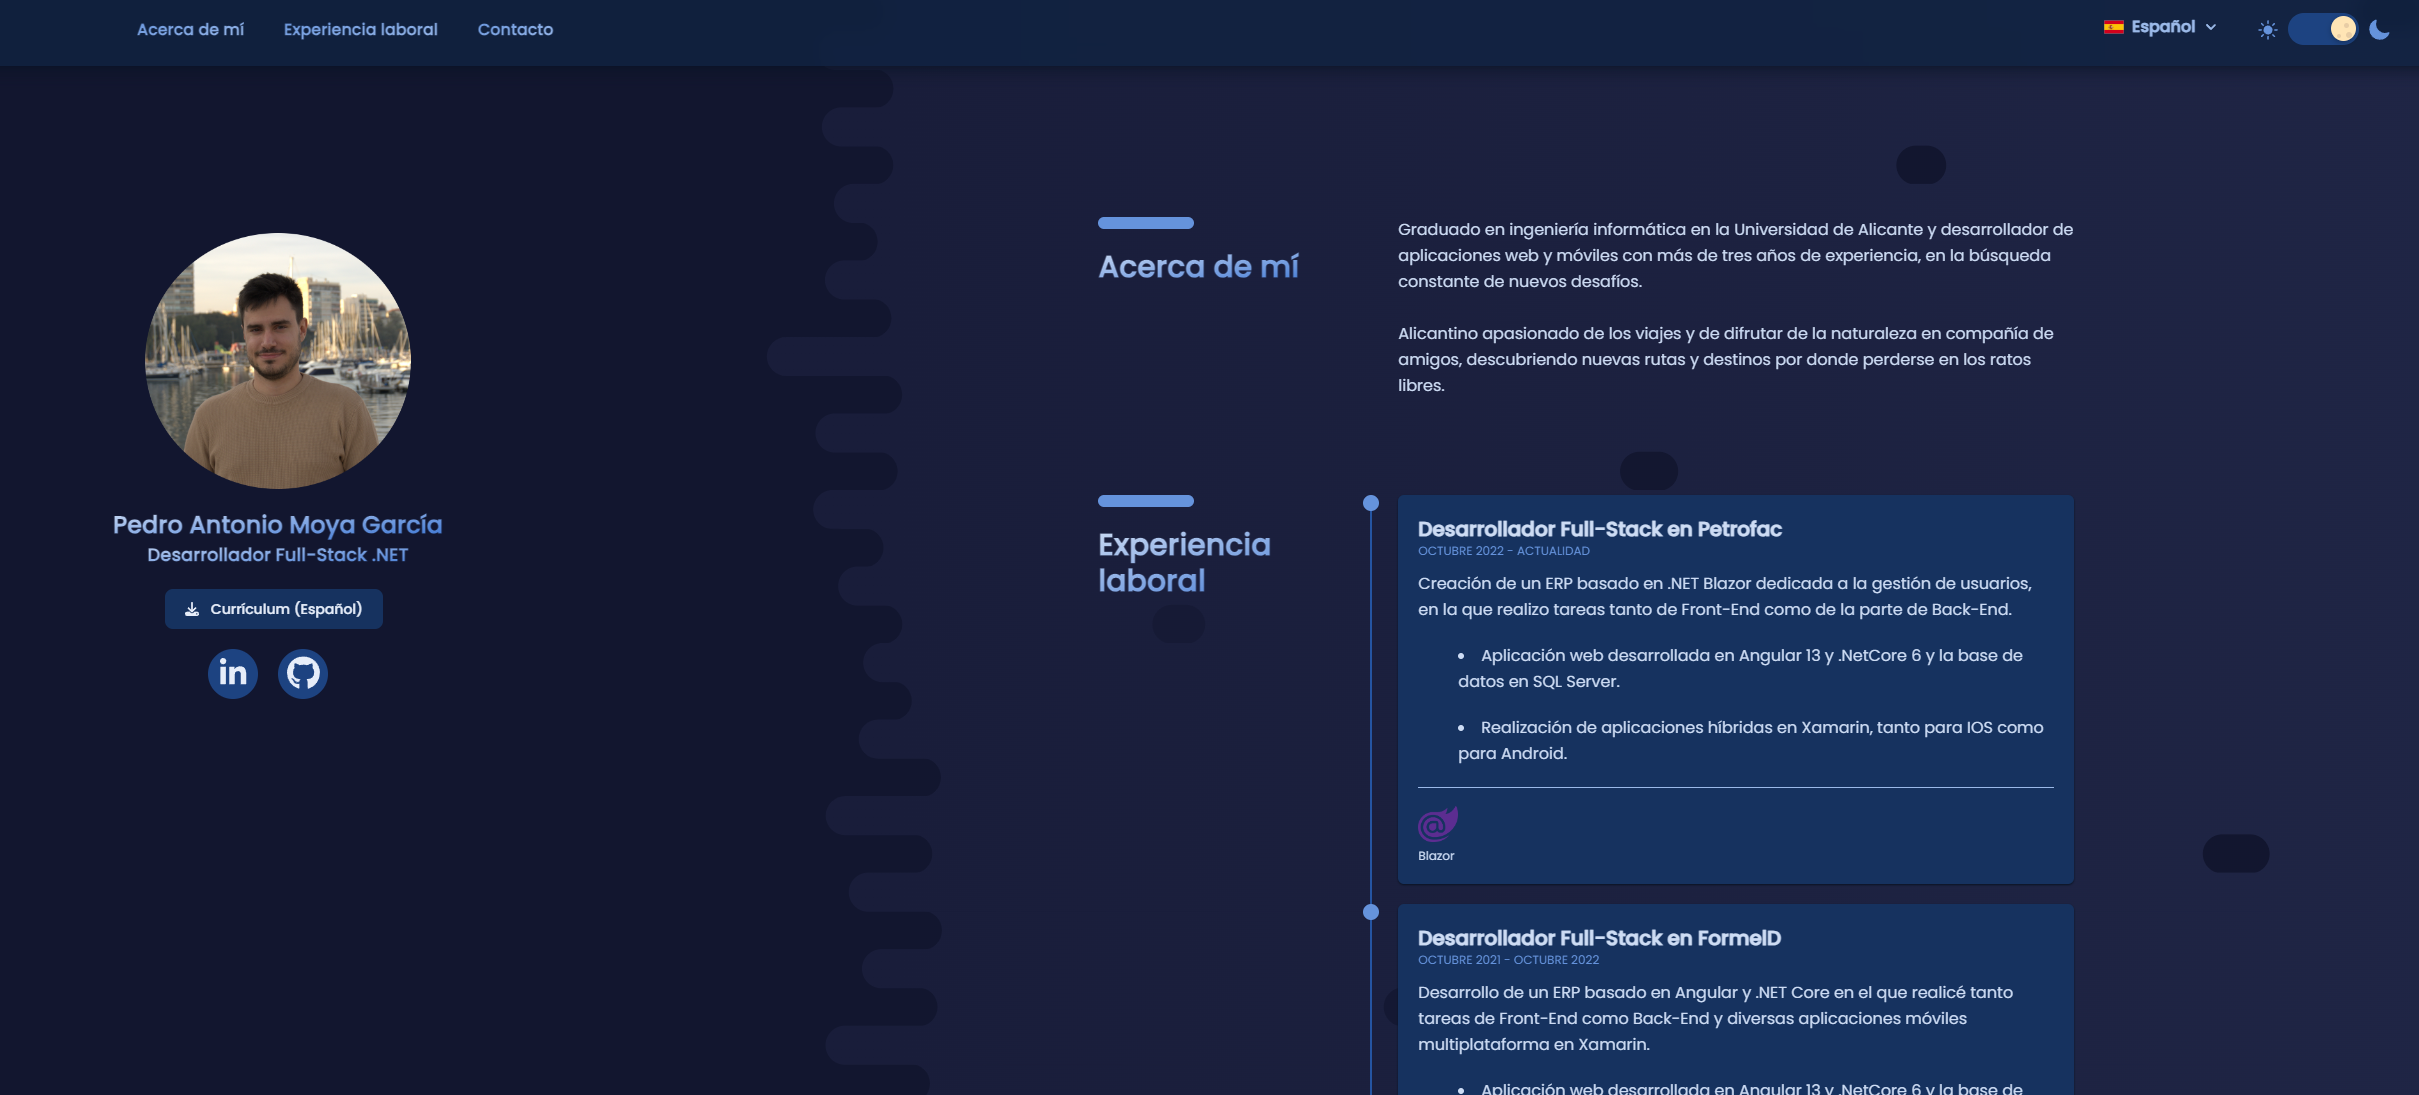 Acerca de mí
Experiencia laboral
Contacto
Español
Pedro Antonio Moya García
Desarrollador Full-Stack .NET
Currículum (Español)
in
Acerca de mí
Graduado en ingeniería informática en la Universidad de Alicante y desarrollador de
aplicaciones web y móviles con más de tres años de experiencia, en la búsqueda
constante de nuevos desafíos.
Alicantino apasionado de los viajes y de difrutar de la naturaleza en compañía de
amigos, descubriendo nuevas rutas y destinos por donde perderse en los ratos
libres.
Experiencia
laboral
Desarrollador Full-Stack en Petrofac
OCTUBRE 2022 - ACTUALIDAD
Creación de un ERP basado en .NET Blazor dedicada a la gestión de usuarios,
en la que realizo tareas tanto de Front-End como de la parte de Back-End.
• Aplicación web desarrollada en Angular 13 y .NetCore 6 y la base de
datos en SQL Server.
• Realización de aplicaciones híbridas en Xamarin, tanto para IOS como
para Android.
Blazor
Desarrollador Full-Stack en FormelD
OCTUBRE 2021 - OCTUBRE 2022
Desarrollo de un ERP basado en Angular y .NET Core en el que realicé tanto
tareas de Front-End como Back-End y diversas aplicaciones móviles
multiplataforma en Xamarin.
• Aplicación web desarrollada en Angular 13 y .NetCore 6 y la base de